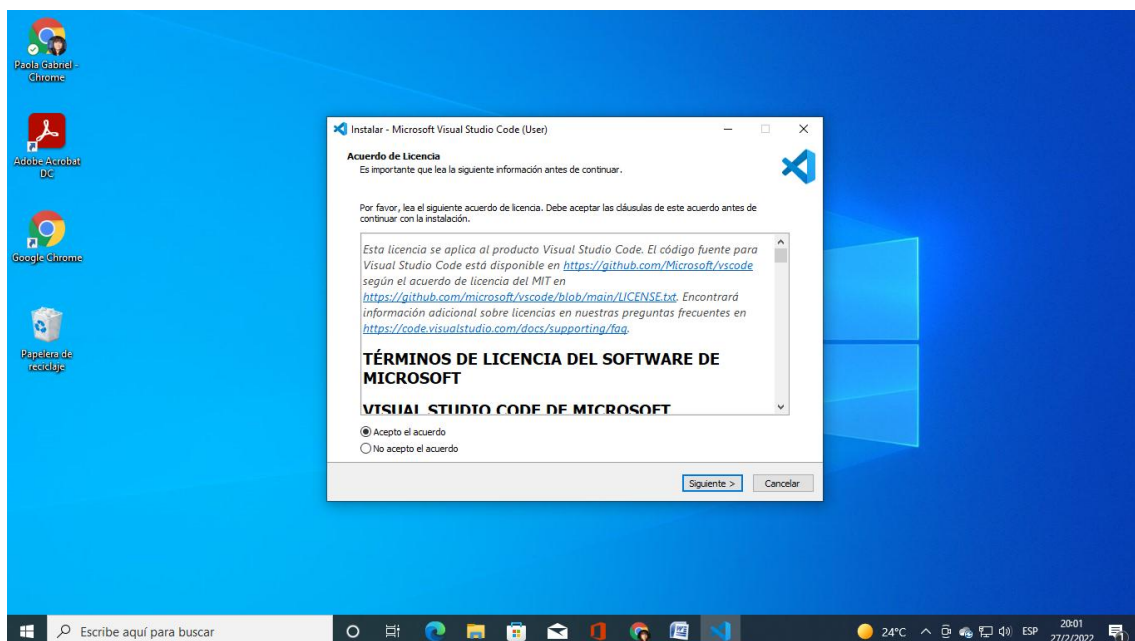 Paola Gabriel -
Chrome
Adobe Acrobat
DC
Google Chrome
Papelera de
reciclaje
Instalar - Microsoft Visual Studio Code (User)
Acuerdo de Licencia
Es importante que lea la siguiente información antes de continuar.
Por favor, lea el siguiente acuerdo de licencia. Debe aceptar las cláusulas de este acuerdo antes de
continuar con la instalación.
Esta licencia se aplica al producto Visual Studio Code. El código fuente para
Visual Studio Code está disponible en https://github.com/Microsoft/vscode
según el acuerdo de licencia del MIT en
https://github.com/microsoft/vscode/blob/main/LICENSE.txt. Encontrará
información adicional sobre licencias en nuestras preguntas frecuentes en
https://code.visualstudio.com/docs/supporting/faq.
TÉRMINOS DE LICENCIA DEL SOFTWARE DE
MICROSOFT
VISUAL STUDIO CODE DE MICROSOFT
Acepto el acuerdo
No acepto el acuerdo
Siguiente >
Cancelar
Escribe aquí para buscar
24°C
ESP
20:01
27/2/2022
1